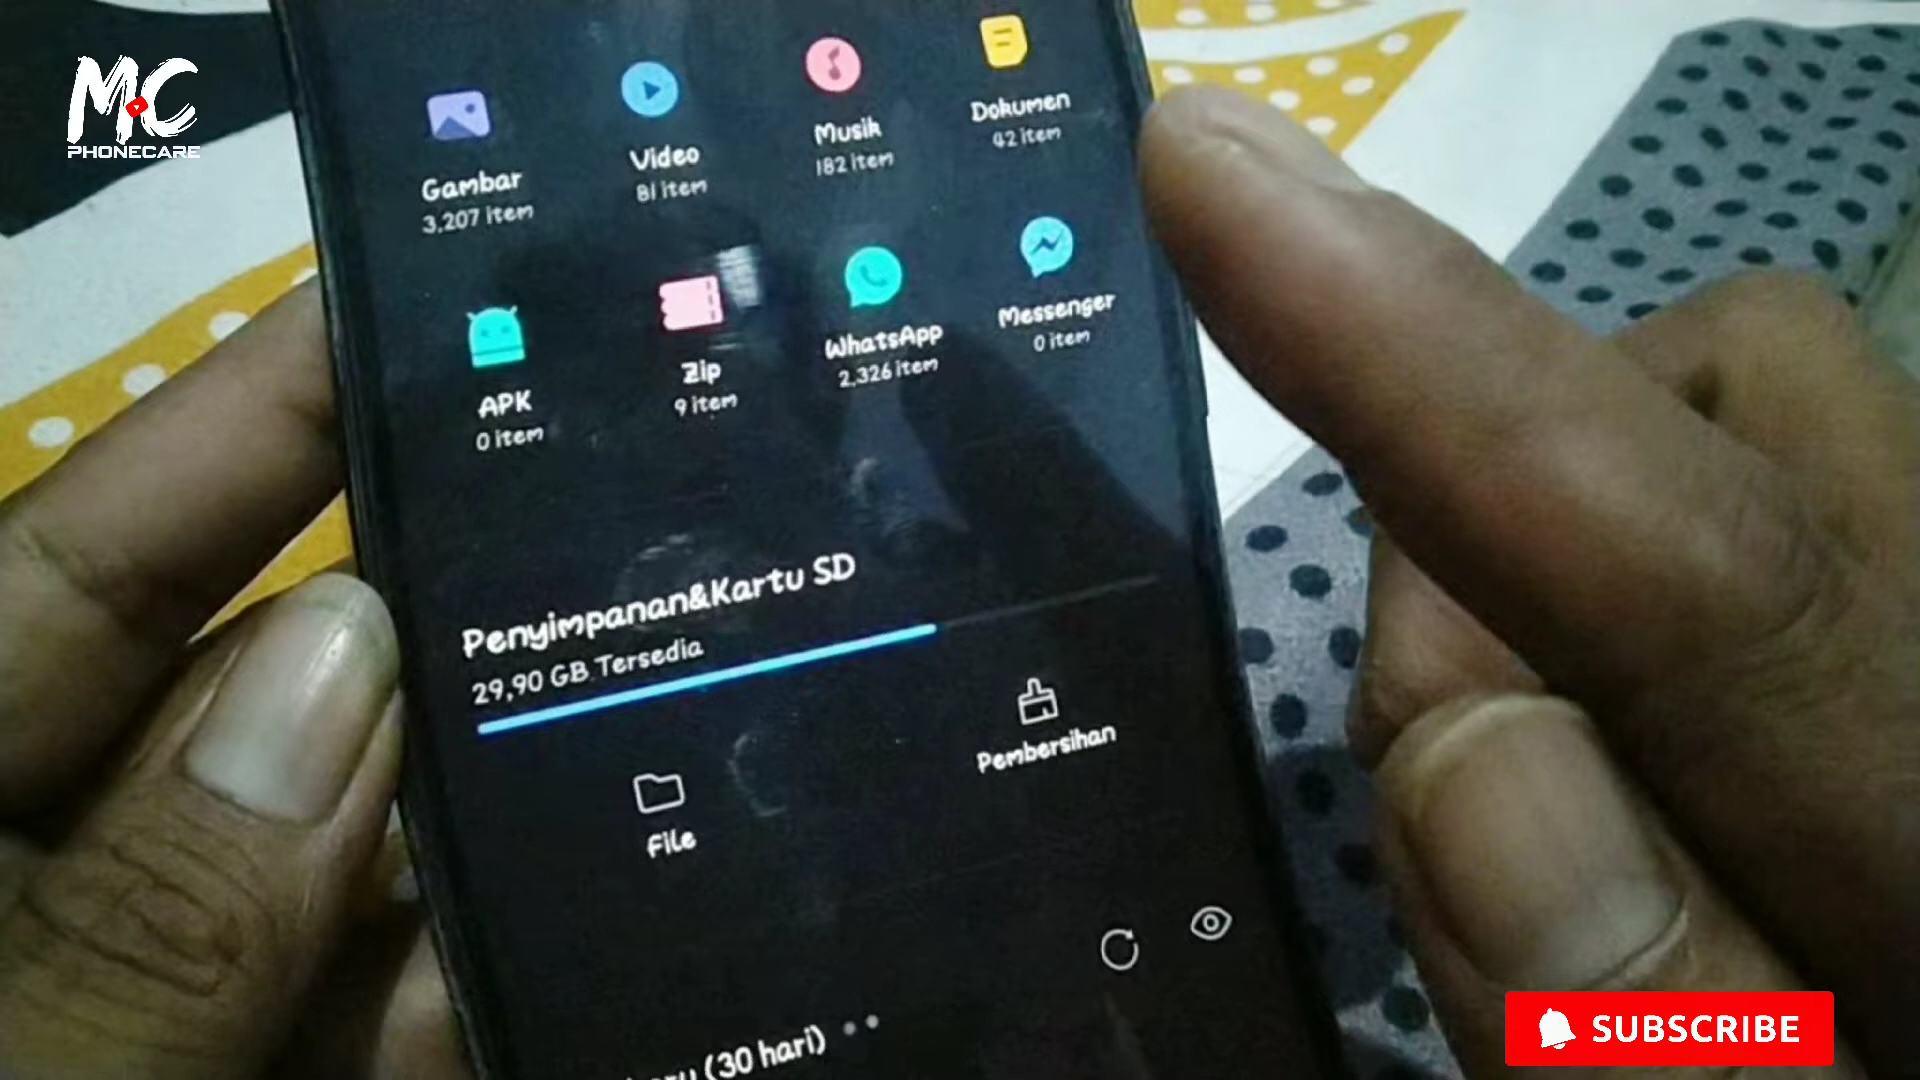 MC
PHONECARE
Gambar
3,207 item
Video
81 item
Musik
182 item
Dokumen
42 item
APK
0 item
Zip
9 item
WhatsApp
2,326 item
Messenger
0 item
Penyimpanan&Kartu SD
29,90 GB Tersedia
File
Pembersihan
(30 hari)
SUBSCRIBE